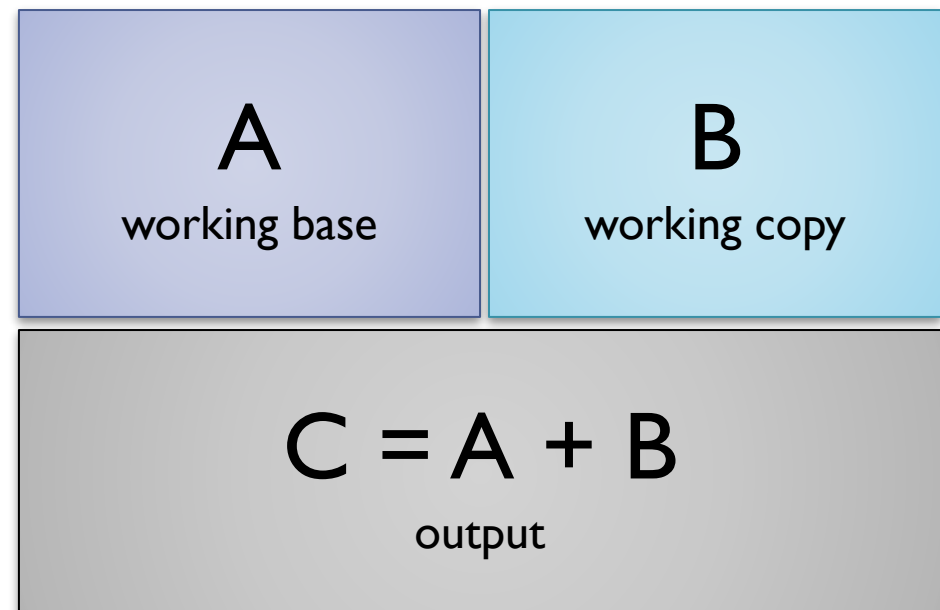 A
working base
B
working copy
C = A + B
output